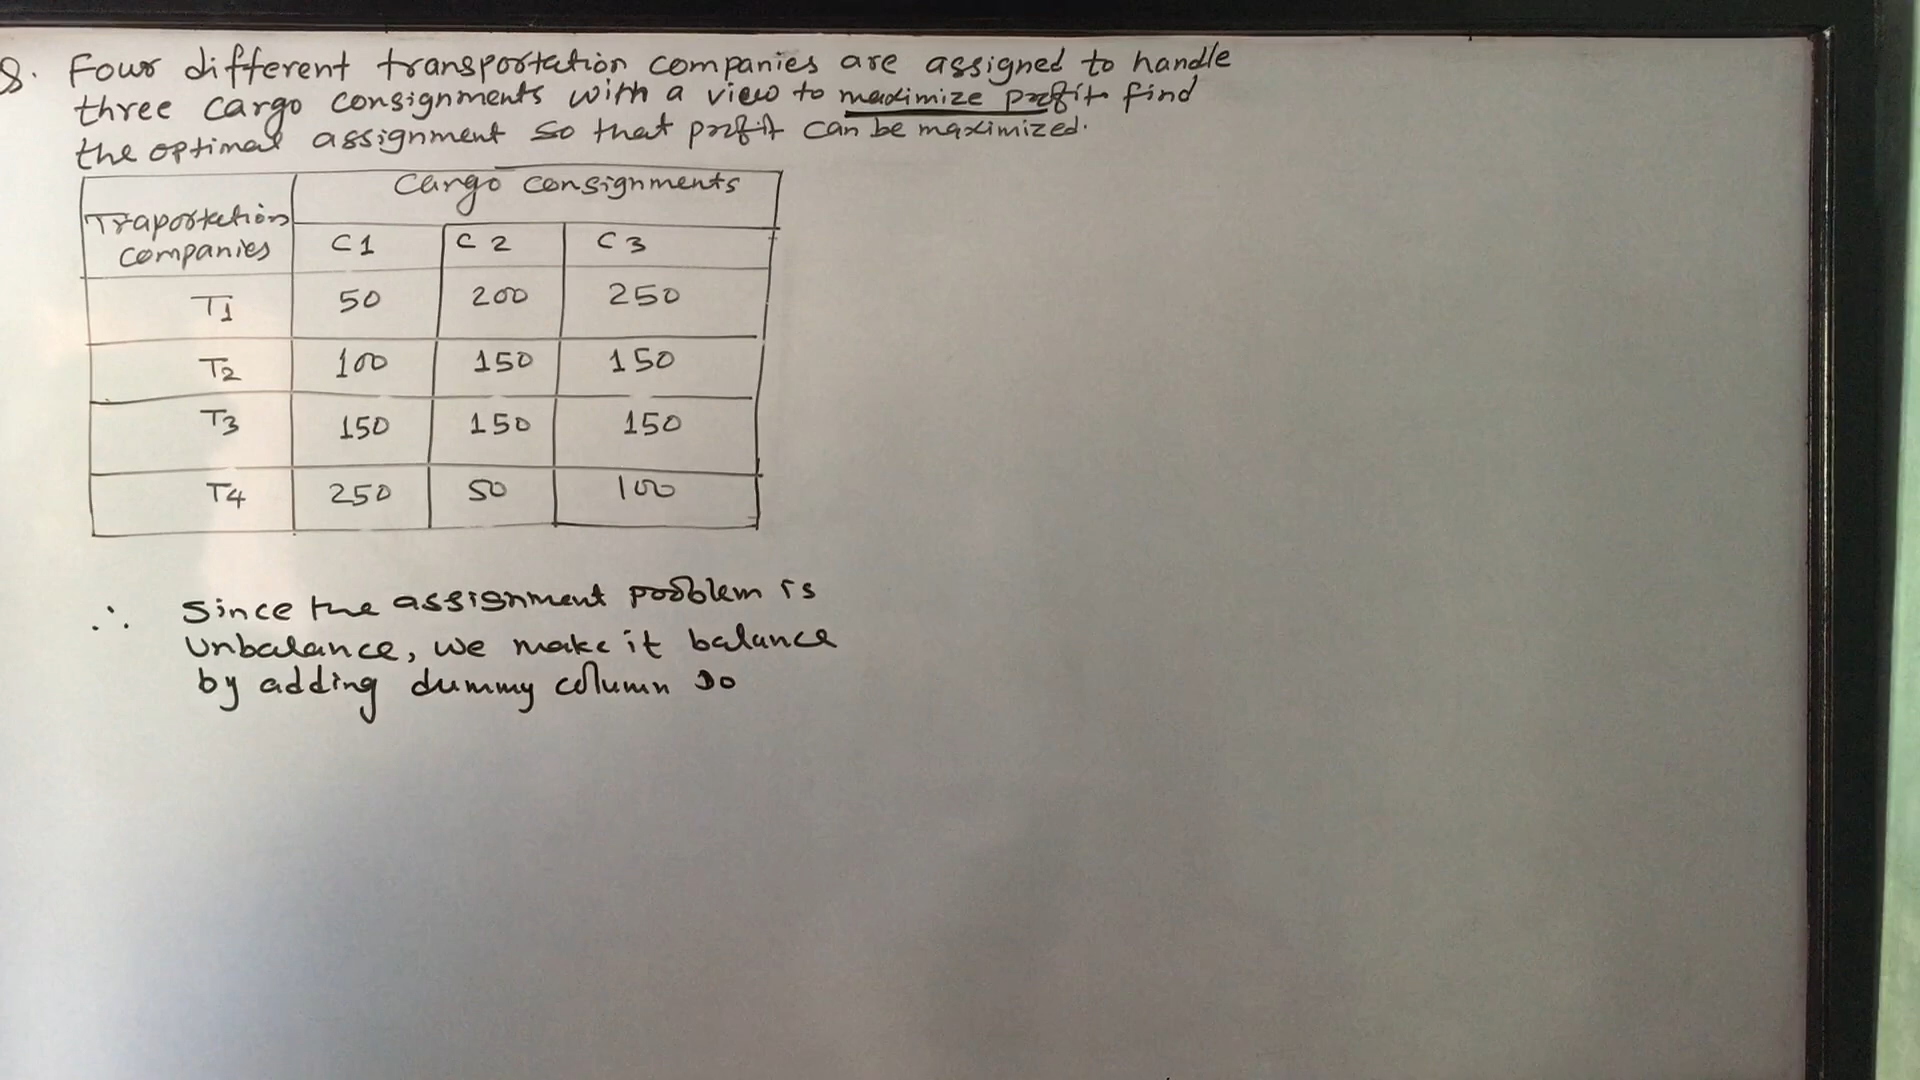 8. Four different transportation companies are assigned to handle
three cargo consignments with a view to maximize profit find
the optimal assignment so that profit can be maximized.
Cargo consignments
Traportation
companies
C1 C2 C3
T1 50 200 250
T2 100 150 150
T3 150 150 150
T4 250 50 100
∴ Since the assignment problem is
unbalance, we make it balance
by adding dummy column so